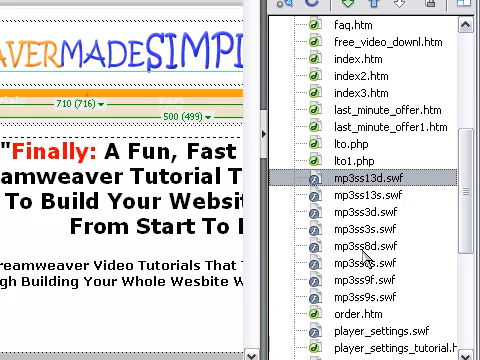 AVERMADESIMPL
710 (716)
500 (499)
"Finally: A Fun, Fast
eamweaver Tutorial T
To Build Your Websit
From Start To
reamweaver Video Tutorials That T
gh Building Your Whole Wesbite W
faq.htm
free_video_downl.htm
index.htm
index2.htm
index3.htm
last_minute_offer.htm
last_minute_offer1.htm
lto.php
lto1.php
mp3ss13d.swf
mp3ss13s.swf
mp3ss3d.swf
mp3ss3s.swf
mp3ss8d.swf
mp3ss9f.swf
mp3ss9s.swf
order.htm
player_settings.swf
player_settings_tutorial.h